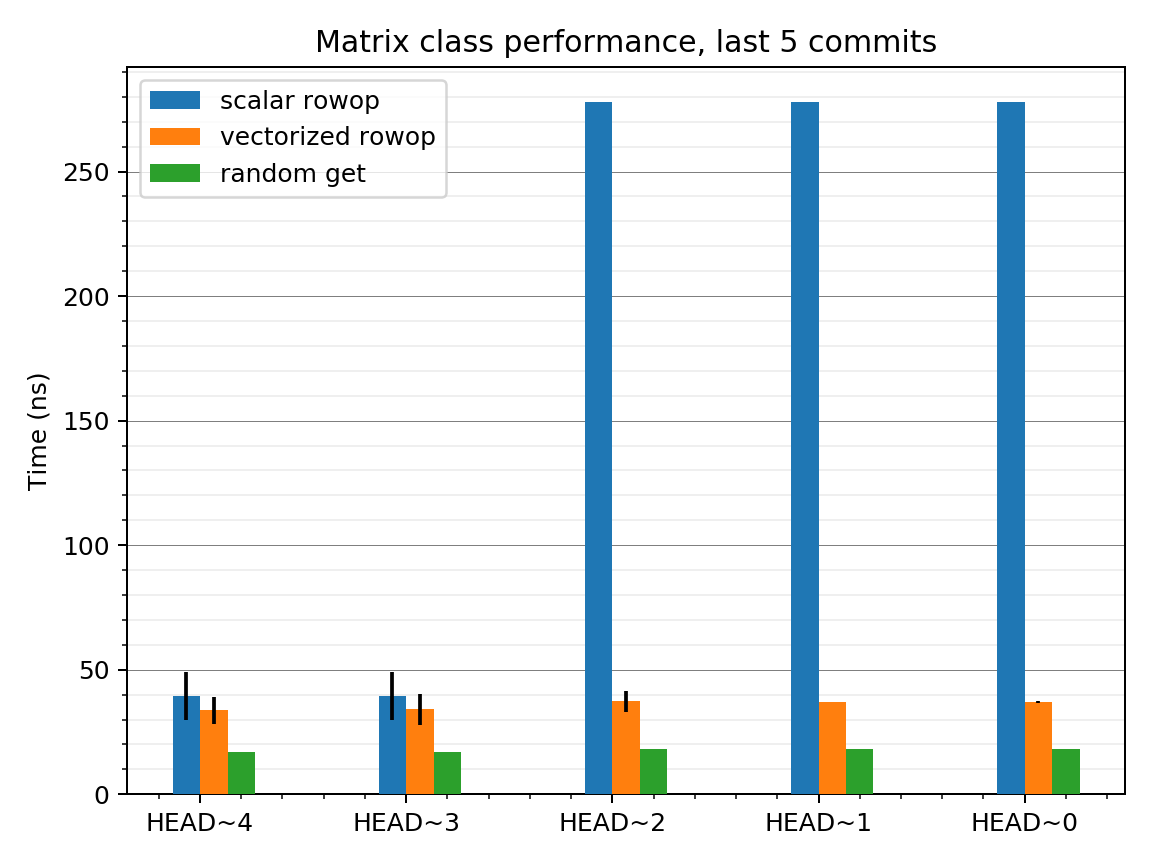 Matrix class performance, last 5 commits
scalar rowop
vectorized rowop
random get
Time (ns)
250
200
150
100
50
0
HEAD~4 HEAD~3 HEAD~2 HEAD~1 HEAD~0